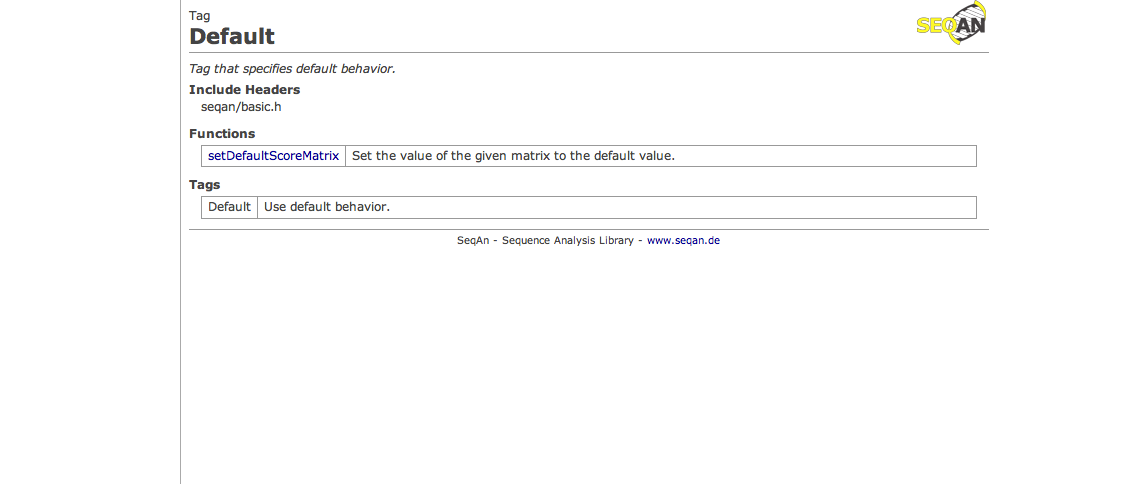 Tag
SEQAN
Default
Tag that specifies default behavior.
Include Headers
seqan/basic.h
Functions
setDefaultScoreMatrix Set the value of the given matrix to the default value.
Tags
Default Use default behavior.
SeqAn - Sequence Analysis Library - www.seqan.de